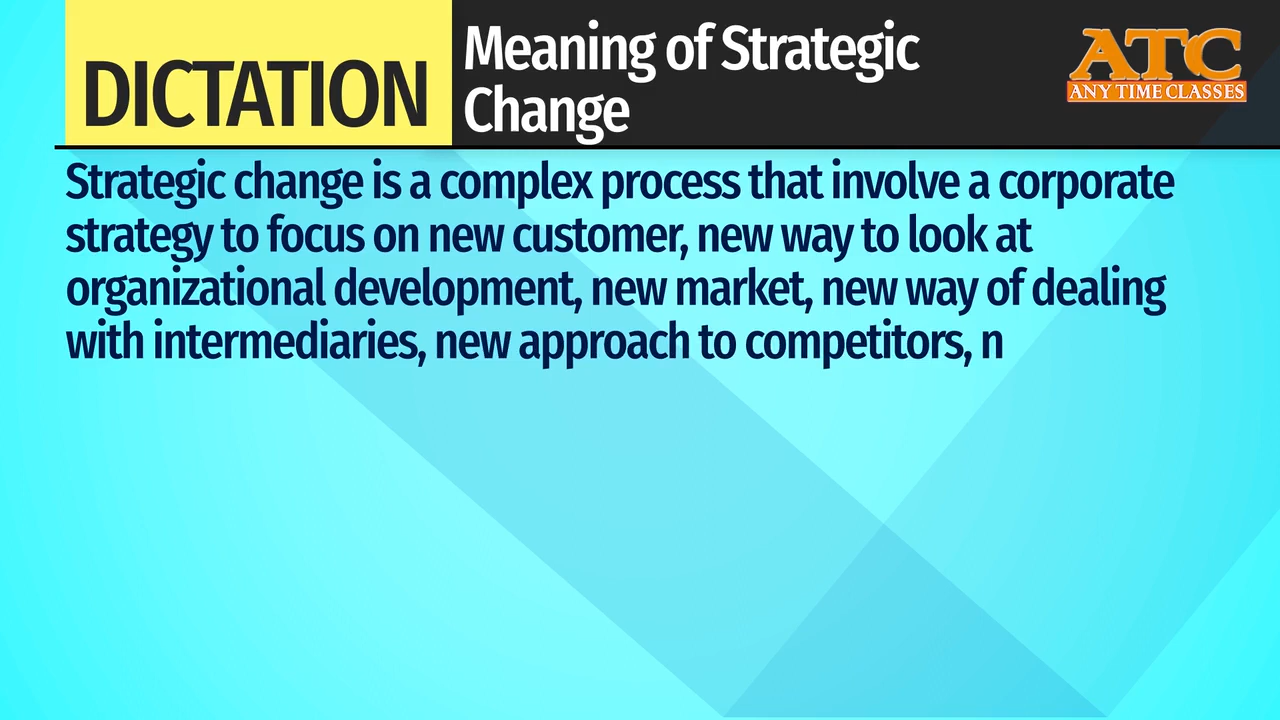 DICTATION
Meaning of Strategic
Change
ATC
ANY TIME CLASSES
Strategic change is a complex process that involve a corporate
strategy to focus on new customer, new way to look at
organizational development, new market, new way of dealing
with intermediaries, new approach to competitors, n